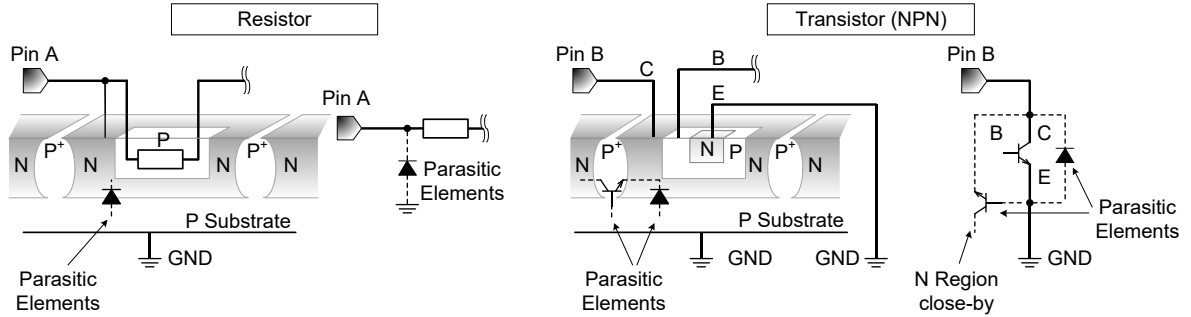 Resistor
Pin A
N
P+
N
P
N
P+
N
Parasitic
Elements
P Substrate
GND
Pin A
Parasitic
Elements
Transistor (NPN)
Pin B
C
B
E
N
P+
N
N
P
N
P+
N
P Substrate
Parasitic
Elements
GND
GND
Pin B
B
C
E
Parasitic
Elements
N Region
close-by